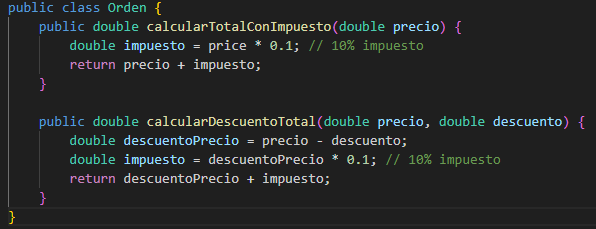 public class Orden {
    public double calcularTotalConImpuesto(double precio) {
        double impuesto = price * 0.1; // 10% impuesto
        return precio + impuesto;
    }

    public double calcularDescuentoTotal(double precio, double descuento) {
        double descuentoPrecio = precio - descuento;
        double impuesto = descuentoPrecio * 0.1; // 10% impuesto
        return descuentoPrecio + impuesto;
    }
}